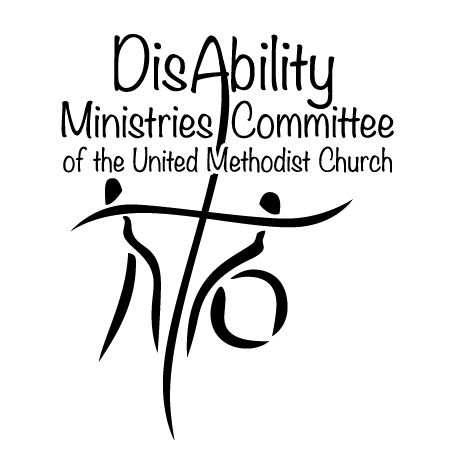 DisAbility
Ministries Committee
of the United Methodist Church